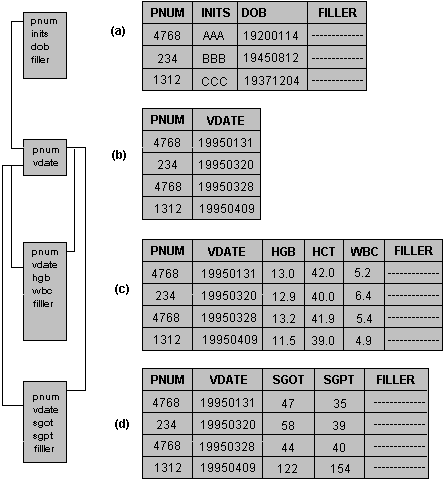 pnum
inits
dob
filler
pnum
vdate
pnum
vdate
hgb
wbc
filller
pnum
vdate
sgot
sgpt
filller
(a)
PNUM INITS DOB FILLER
4768 AAA 19200114 -------------
234 BBB 19450812 -------------
1312 CCC 19371204 -------------
(b)
PNUM VDATE
4768 19950131
234 19950320
4768 19950328
1312 19950409
(c)
PNUM VDATE HGB HCT WBC FILLER
4768 19950131 13.0 42.0 5.2 -------------
234 19950320 12.9 40.0 6.4 -------------
4768 19950328 13.2 41.9 5.4 -------------
1312 19950409 11.5 39.0 4.9 -------------
(d)
PNUM VDATE SGOT SGPT FILLER
4768 19950131 47 35 -------------
234 19950320 58 39 -------------
4768 19950328 44 40 -------------
1312 19950409 122 154 -------------